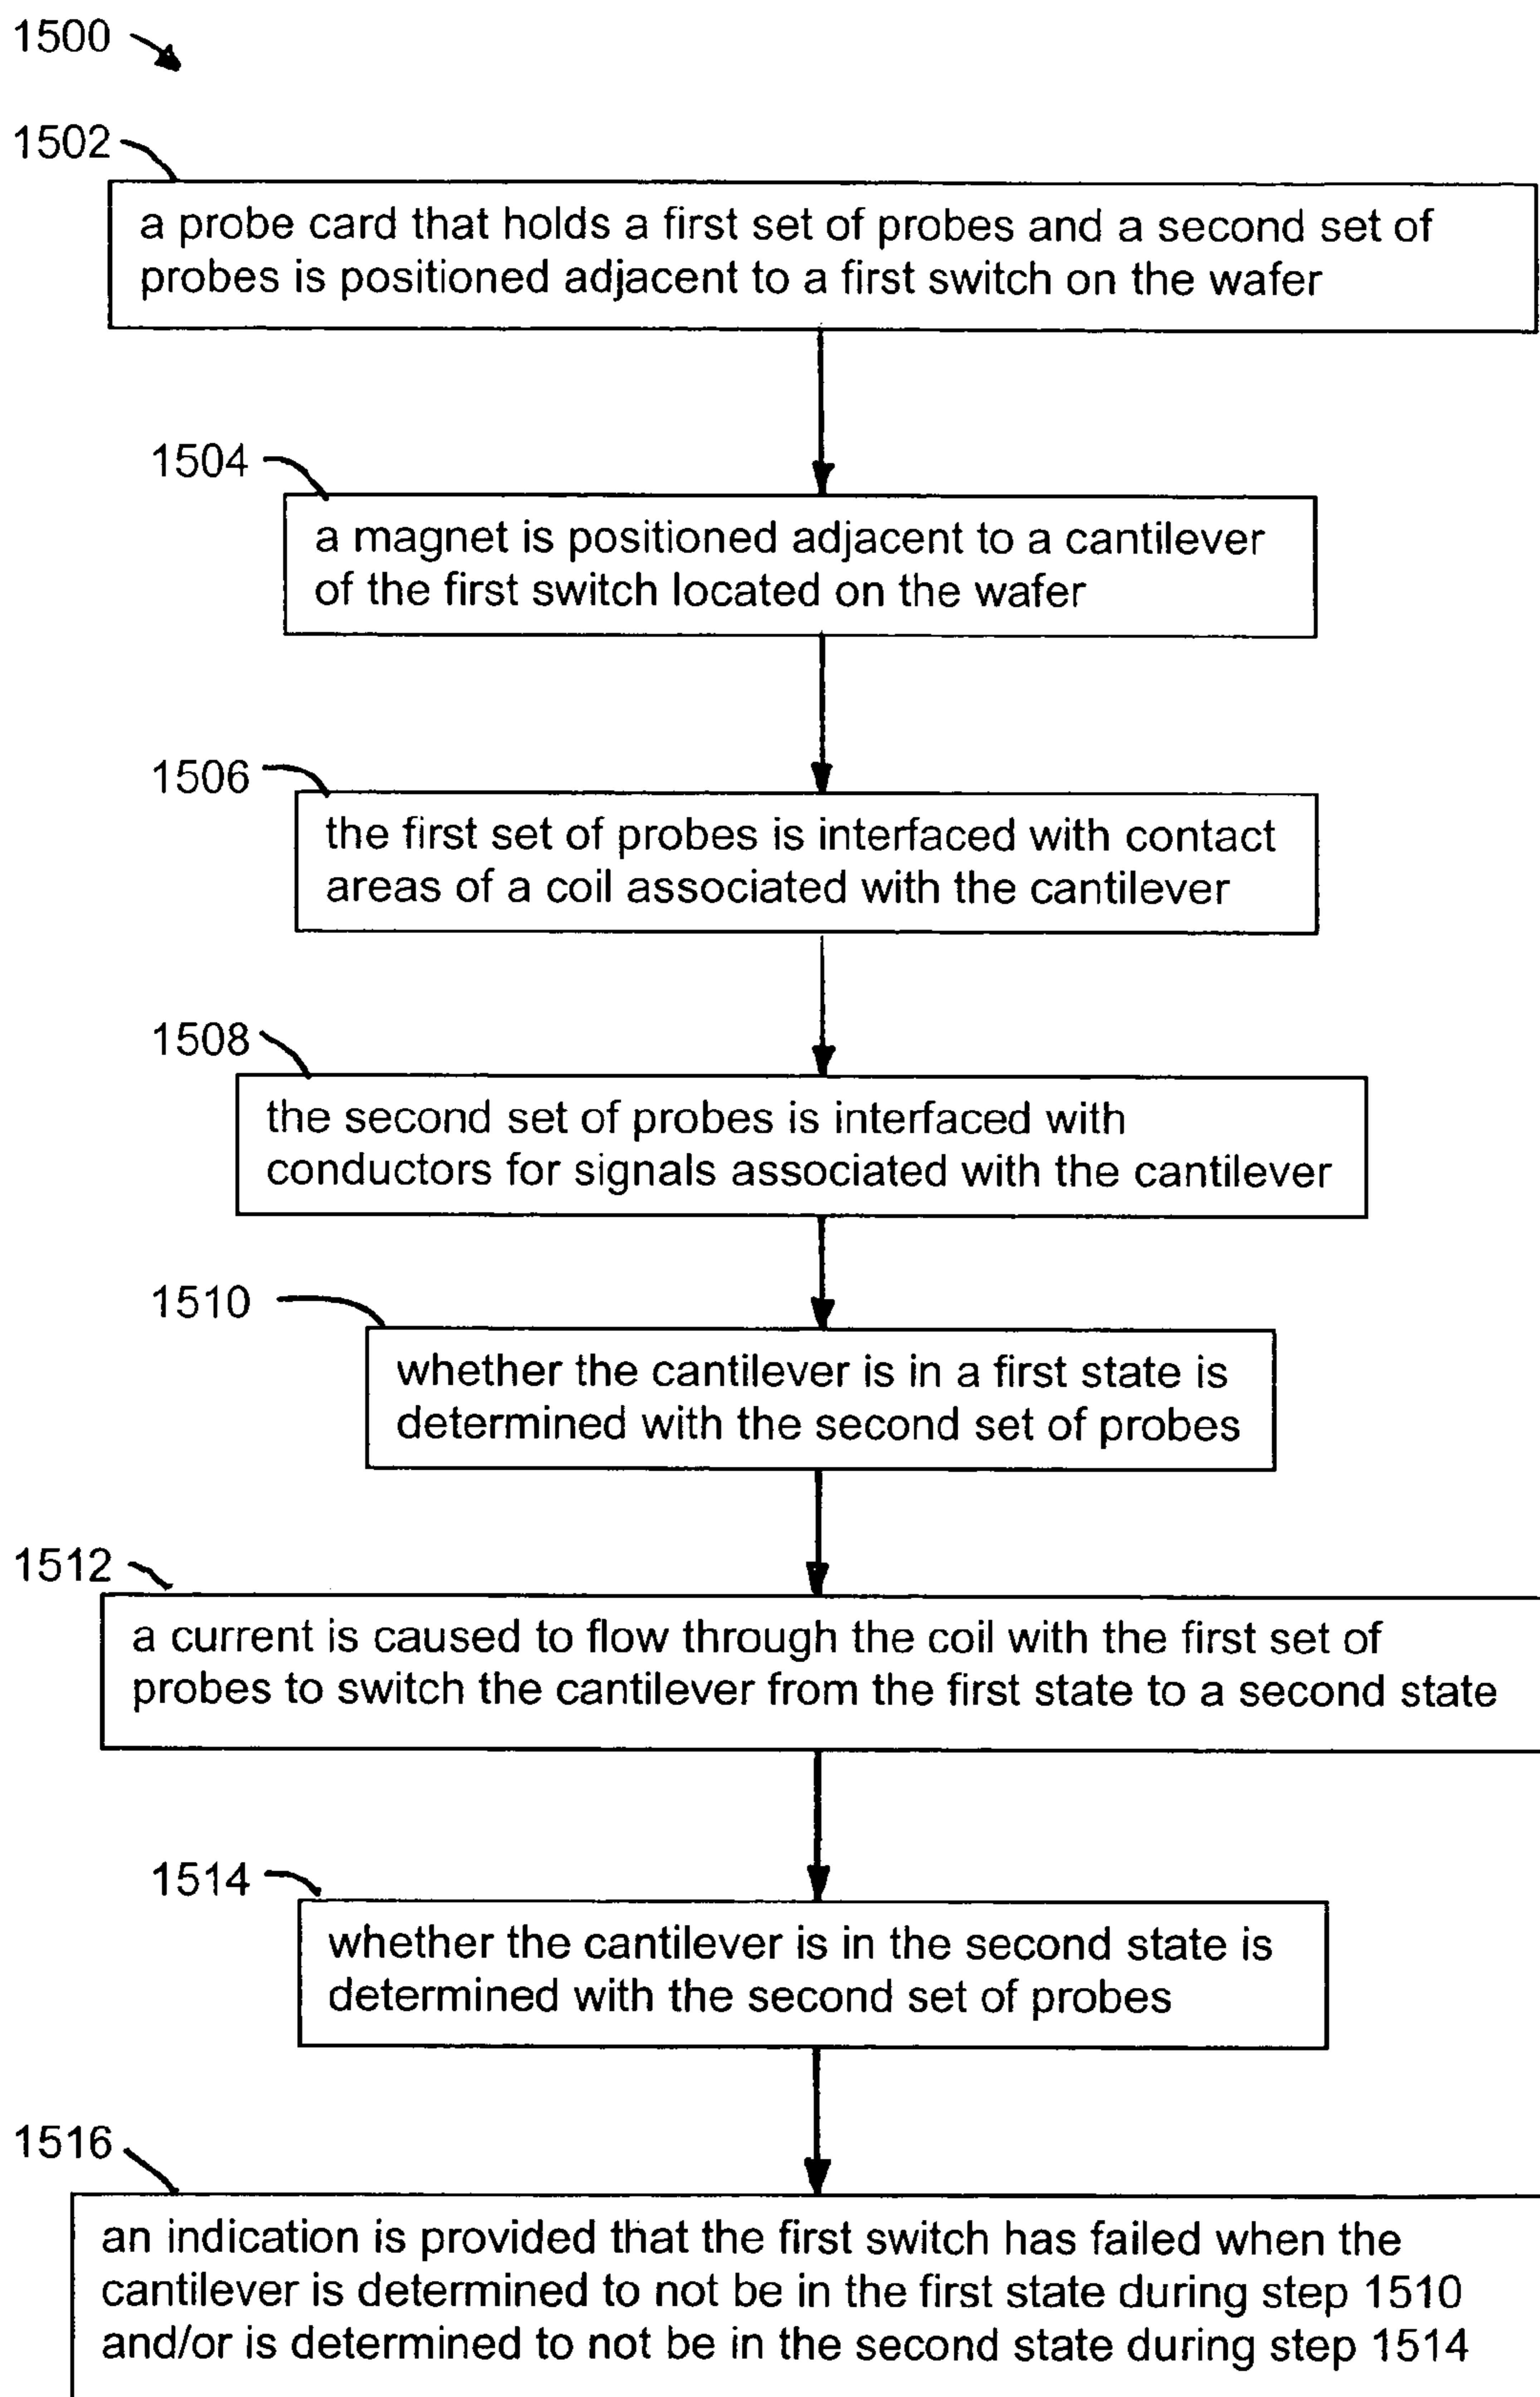 1500
1502
a probe card that holds a first set of probes and a second set of
probes is positioned adjacent to a first switch on the wafer
1504
a magnet is positioned adjacent to a cantilever
of the first switch located on the wafer
1506
the first set of probes is interfaced with contact
areas of a coil associated with the cantilever
1508
the second set of probes is interfaced with
conductors for signals associated with the cantilever
1510
whether the cantilever is in a first state is
determined with the second set of probes
1512
a current is caused to flow through the coil with the first set of
probes to switch the cantilever from the first state to a second state
1514
whether the cantilever is in the second state is
determined with the second set of probes
1516
an indication is provided that the first switch has failed when the
cantilever is determined to not be in the first state during step 1510
and/or is determined to not be in the second state during step 1514